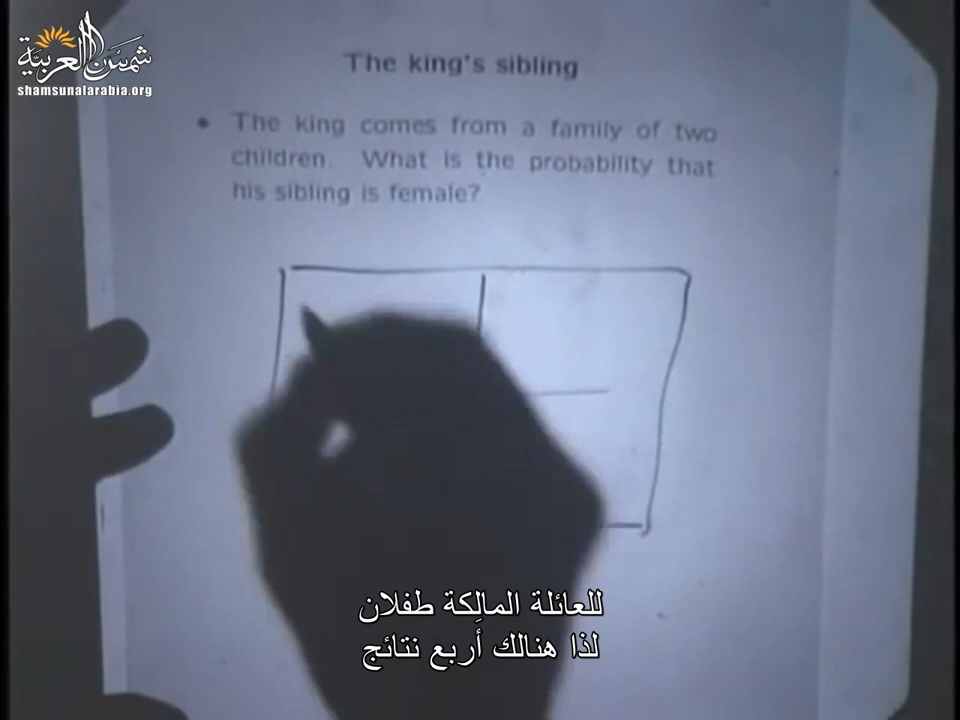 شمس العربية
shamsunalarabia.org
The king's sibling
• The king comes from a family of two
children. What is the probability that
his sibling is female?
للعائلة المالِكة طفلان
لذا هنالك أربع نتائج